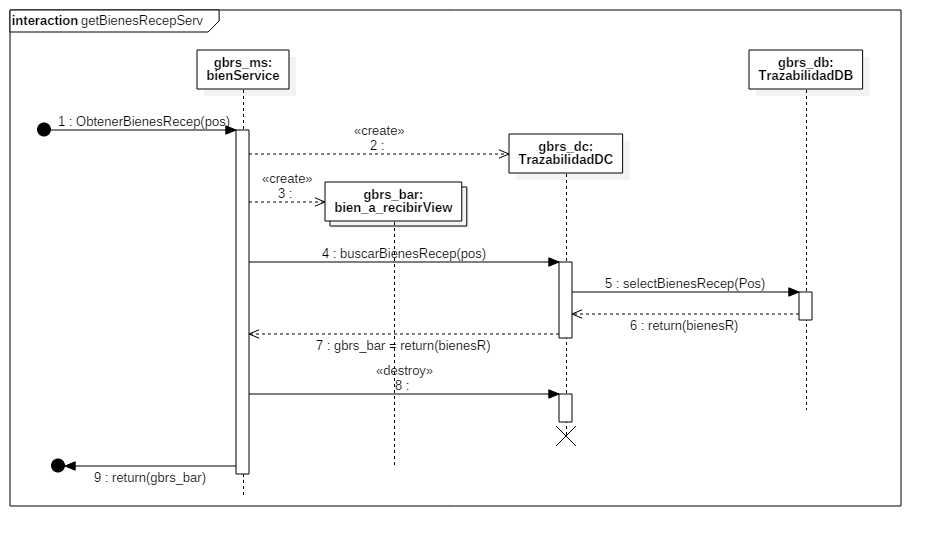 interaction getBienesRecepServ
gbrs_ms:
bienService
gbrs_db:
TrazabilidadDB
1 : ObtenerBienesRecep(pos)
«create»
2 :
gbrs_dc:
TrazabilidadDC
«create»
3 :
gbrs_bar:
bien_a_recibirView
4 : buscarBienesRecep(pos)
5 : selectBienesRecep(Pos)
6 : return(bienesR)
7 : gbrs_bar = return(bienesR)
«destroy»
8 :
9 : return(gbrs_bar)